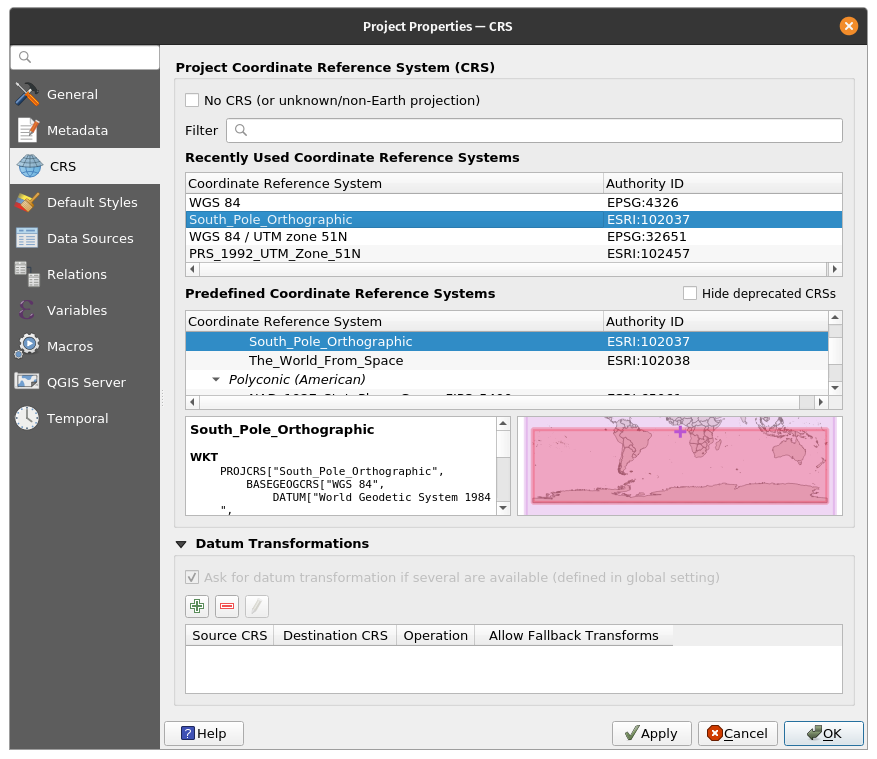 Project Properties — CRS
General
Metadata
CRS
Default Styles
Data Sources
Relations
Variables
Macros
QGIS Server
Temporal
Project Coordinate Reference System (CRS)
No CRS (or unknown/non-Earth projection)
Filter
Recently Used Coordinate Reference Systems
Coordinate Reference System Authority ID
WGS 84 EPSG:4326
South_Pole_Orthographic ESRI:102037
WGS 84 / UTM zone 51N EPSG:32651
PRS_1992_UTM_Zone_51N ESRI:102457
Predefined Coordinate Reference Systems Hide deprecated CRSs
Coordinate Reference System Authority ID
South_Pole_Orthographic ESRI:102037
The_World_From_Space ESRI:102038
Polyconic (American)
South_Pole_Orthographic
WKT
PROJCRS["South_Pole_Orthographic",
BASEGEOGCRS["WGS 84",
DATUM["World Geodetic System 1984
",
Datum Transformations
Ask for datum transformation if several are available (defined in global setting)
Source CRS Destination CRS Operation Allow Fallback Transforms
Help Apply Cancel OK